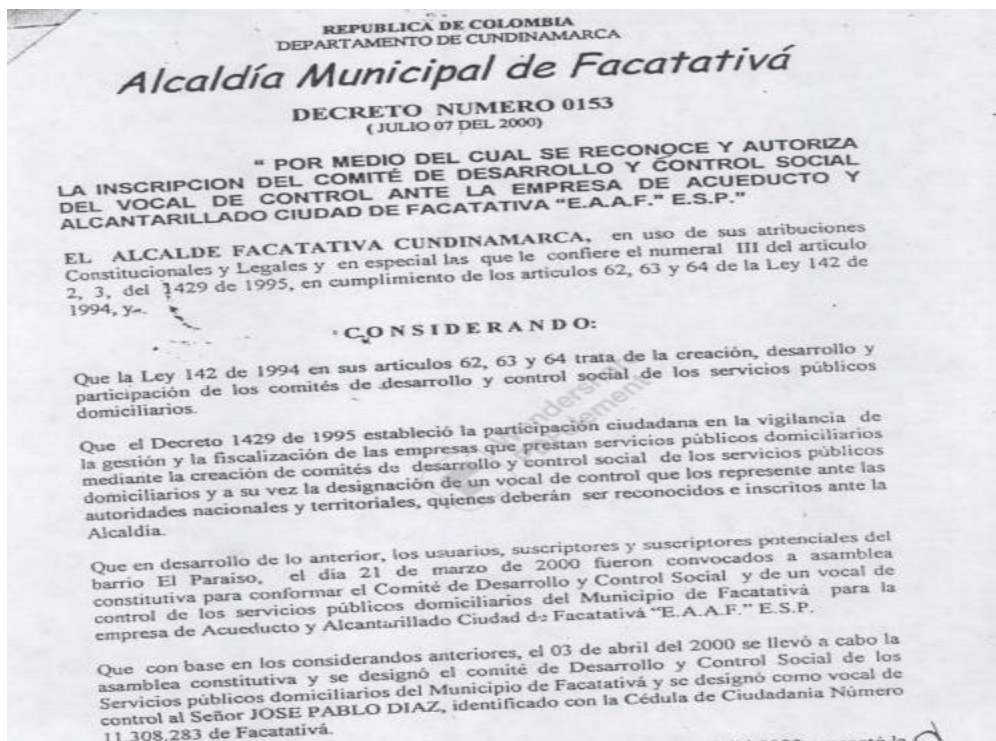 REPUBLICA DE COLOMBIA
DEPARTAMENTO DE CUNDINAMARCA
Alcaldía Municipal de Facatativá
DECRETO NUMERO 0153
( JULIO 07 DEL 2000)
" POR MEDIO DEL CUAL SE RECONOCE Y AUTORIZA
LA INSCRIPCION DEL COMITÉ DE DESARROLLO Y CONTROL SOCIAL
DEL VOCAL DE CONTROL ANTE LA EMPRESA DE ACUEDUCTO Y
ALCANTARILLADO CIUDAD DE FACATATIVA "E.A.A.F." E.S.P."
EL ALCALDE FACATATIVA CUNDINAMARCA, en uso de sus atribuciones
Constitucionales y Legales y en especial las que le confiere el numeral III del artículo
2, 3, del 1429 de 1995, en cumplimiento de los artículos 62, 63 y 64 de la Ley 142 de
1994, y
CONSIDERANDO:
Que la Ley 142 de 1994 en sus artículos 62, 63 y 64 trata de la creación, desarrollo y
participación de los comités de desarrollo y control social de los servicios públicos
domiciliarios.
Que el Decreto 1429 de 1995 estableció la participación ciudadana en la vigilancia de
la gestión y la fiscalización de las empresas que prestan servicios públicos domiciliarios
mediante la creación de comités de desarrollo y control social de los servicios públicos
domiciliarios y a su vez la designación de un vocal de control que los represente ante las
autoridades nacionales y territoriales, quienes deberán ser reconocidos e inscritos ante la
Alcaldía.
Que en desarrollo de lo anterior, los usuarios, suscriptores y suscriptores potenciales del
barrio El Paraíso, el día 21 de marzo de 2000 fueron convocados a asamblea
constitutiva para conformar el Comité de Desarrollo y Control Social y de un vocal de
control de los servicios públicos domiciliarios del Municipio de Facatativá para la
empresa de Acueducto y Alcantarillado Ciudad de Facatativá "E.A.A.F." E.S.P.
Que con base en los considerandos anteriores, el 03 de abril del 2000 se llevó a cabo la
asamblea constitutiva y se designó el comité de Desarrollo y Control Social de los
Servicios públicos domiciliarios del Municipio de Facatativá y se designó como vocal de
control al Señor JOSE PABLO DIAZ, identificado con la Cédula de Ciudadania Número
11.308.283 de Facatativá.